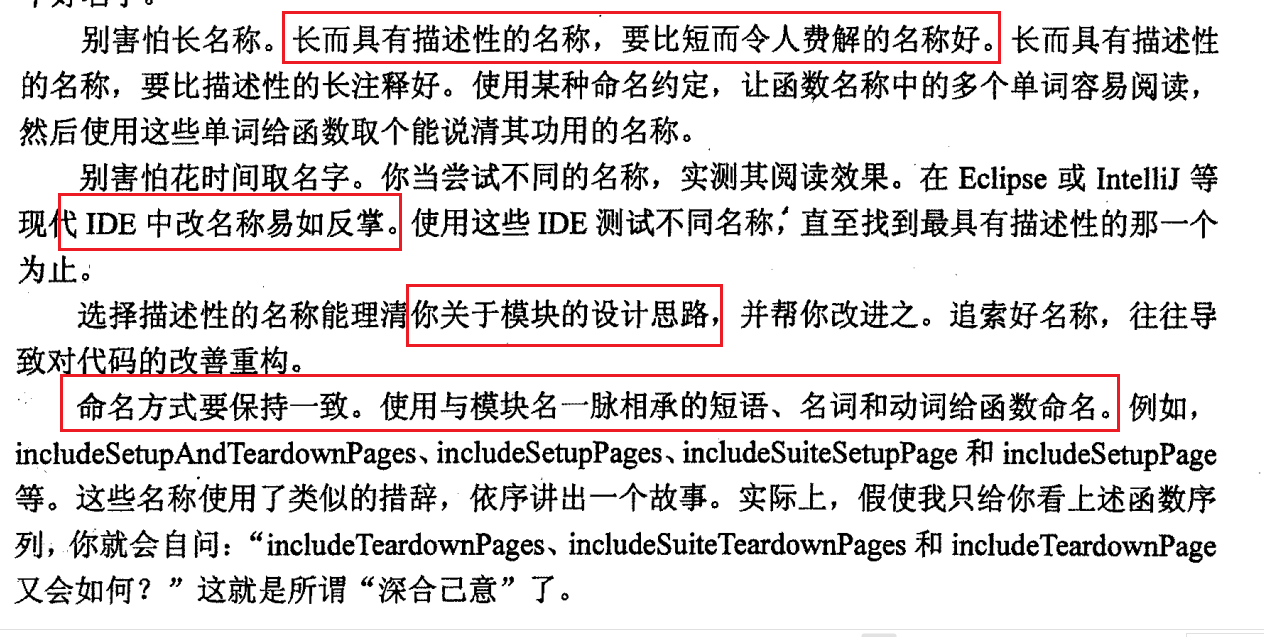 别害怕长名称。长而具有描述性的名称，要比短而令人费解的名称好。长而具有描述性
的名称，要比描述性的长注释好。使用某种命名约定，让函数名称中的多个单词容易阅读，
然后使用这些单词给函数取个能说清其功用的名称。
别害怕花时间取名字。你当尝试不同的名称，实测其阅读效果。在 Eclipse 或 IntelliJ 等
现代 IDE 中改名称易如反掌。使用这些 IDE 测试不同名称，直至找到最具有描述性的那一个
为止。
选择描述性的名称能理清你关于模块的设计思路，并帮你改进之。追索好名称，往往导
致对代码的改善重构。
命名方式要保持一致。使用与模块名一脉相承的短语、名词和动词给函数命名。例如，
includeSetupAndTeardownPages、includeSetupPages、includeSuiteSetupPage 和 includeSetupPage
等。这些名称使用了类似的措辞，依序讲出一个故事。实际上，假使我只给你看上述函数序
列，你就会自问：“includeTeardownPages、includeSuiteTeardownPages 和 includeTeardownPage
又会如何？”这就是所谓“深合己意”了。